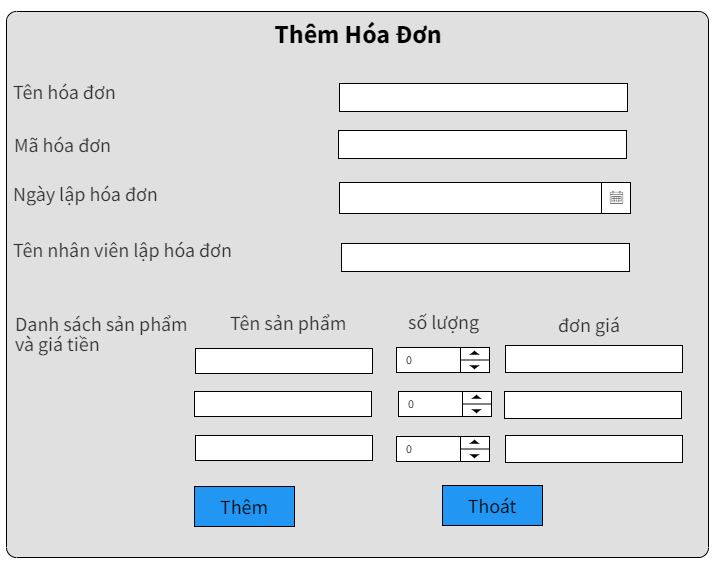 Thêm Hóa Đơn
Tên hóa đơn
Mã hóa đơn
Ngày lập hóa đơn
Tên nhân viên lập hóa đơn
Danh sách sản phẩm
và giá tiền
Tên sản phẩm
số lượng
đơn giá
0
0
0
Thêm
Thoát